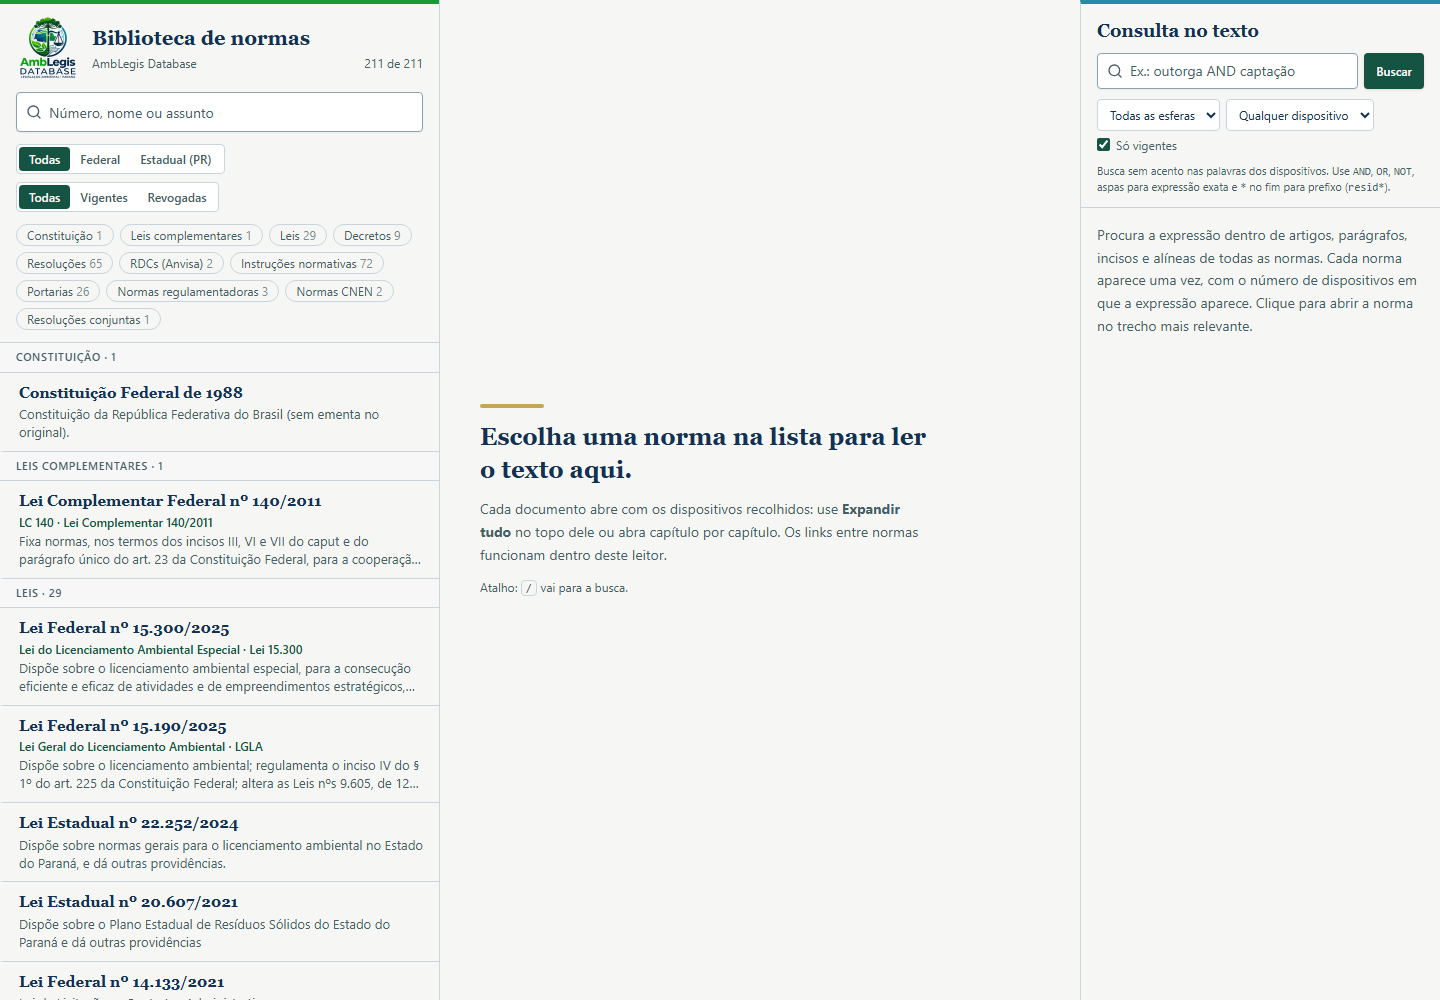 AmbLegis
DATABASE
Biblioteca de normas
AmbLegis Database
211 de 211
Número, nome ou assunto
Todas
Federal
Estadual (PR)
Todas
Vigentes
Revogadas
Constituição 1
Leis complementares 1
Leis 29
Decretos 9
Resoluções 65
RDCs (Anvisa) 2
Instruções normativas 72
Portarias 26
Normas regulamentadoras 3
Normas CNEN 2
Resoluções conjuntas 1
CONSTITUIÇÃO · 1
Constituição Federal de 1988
Constituição da República Federativa do Brasil (sem ementa no
original).
LEIS COMPLEMENTARES · 1
Lei Complementar Federal nº 140/2011
LC 140 · Lei Complementar 140/2011
Fixa normas, nos termos dos incisos III, VI e VII do caput e do
parágrafo único do art. 23 da Constituição Federal, para a cooperaçã...
LEIS · 29
Lei Federal nº 15.300/2025
Lei do Licenciamento Ambiental Especial · Lei 15.300
Dispõe sobre o licenciamento ambiental especial, para a consecução
eficiente e eficaz de atividades e de empreendimentos estratégicos,...
Lei Federal nº 15.190/2025
Lei Geral do Licenciamento Ambiental · LGLA
Dispõe sobre o licenciamento ambiental; regulamenta o inciso IV do §
1º do art. 225 da Constituição Federal; altera as Leis nºs 9.605, de 12...
Lei Estadual nº 22.252/2024
Dispõe sobre normas gerais para o licenciamento ambiental no Estado
do Paraná, e dá outras providências.
Lei Estadual nº 20.607/2021
Dispõe sobre o Plano Estadual de Resíduos Sólidos do Estado do
Paraná e dá outras providências
Lei Federal nº 14.133/2021
Escolha uma norma na lista para ler
o texto aqui.
Cada documento abre com os dispositivos recolhidos: use Expandir
tudo no topo dele ou abra capítulo por capítulo. Os links entre normas
funcionam dentro deste leitor.
Atalho: / vai para a busca.
Consulta no texto
Ex.: outorga AND captação
Buscar
Todas as esferas
Qualquer dispositivo
Só vigentes
Busca sem acento nas palavras dos dispositivos. Use AND, OR, NOT,
aspas para expressão exata e * no fim para prefixo (resid*).
Procura a expressão dentro de artigos, parágrafos,
incisos e alíneas de todas as normas. Cada norma
aparece uma vez, com o número de dispositivos em
que a expressão aparece. Clique para abrir a norma
no trecho mais relevante.